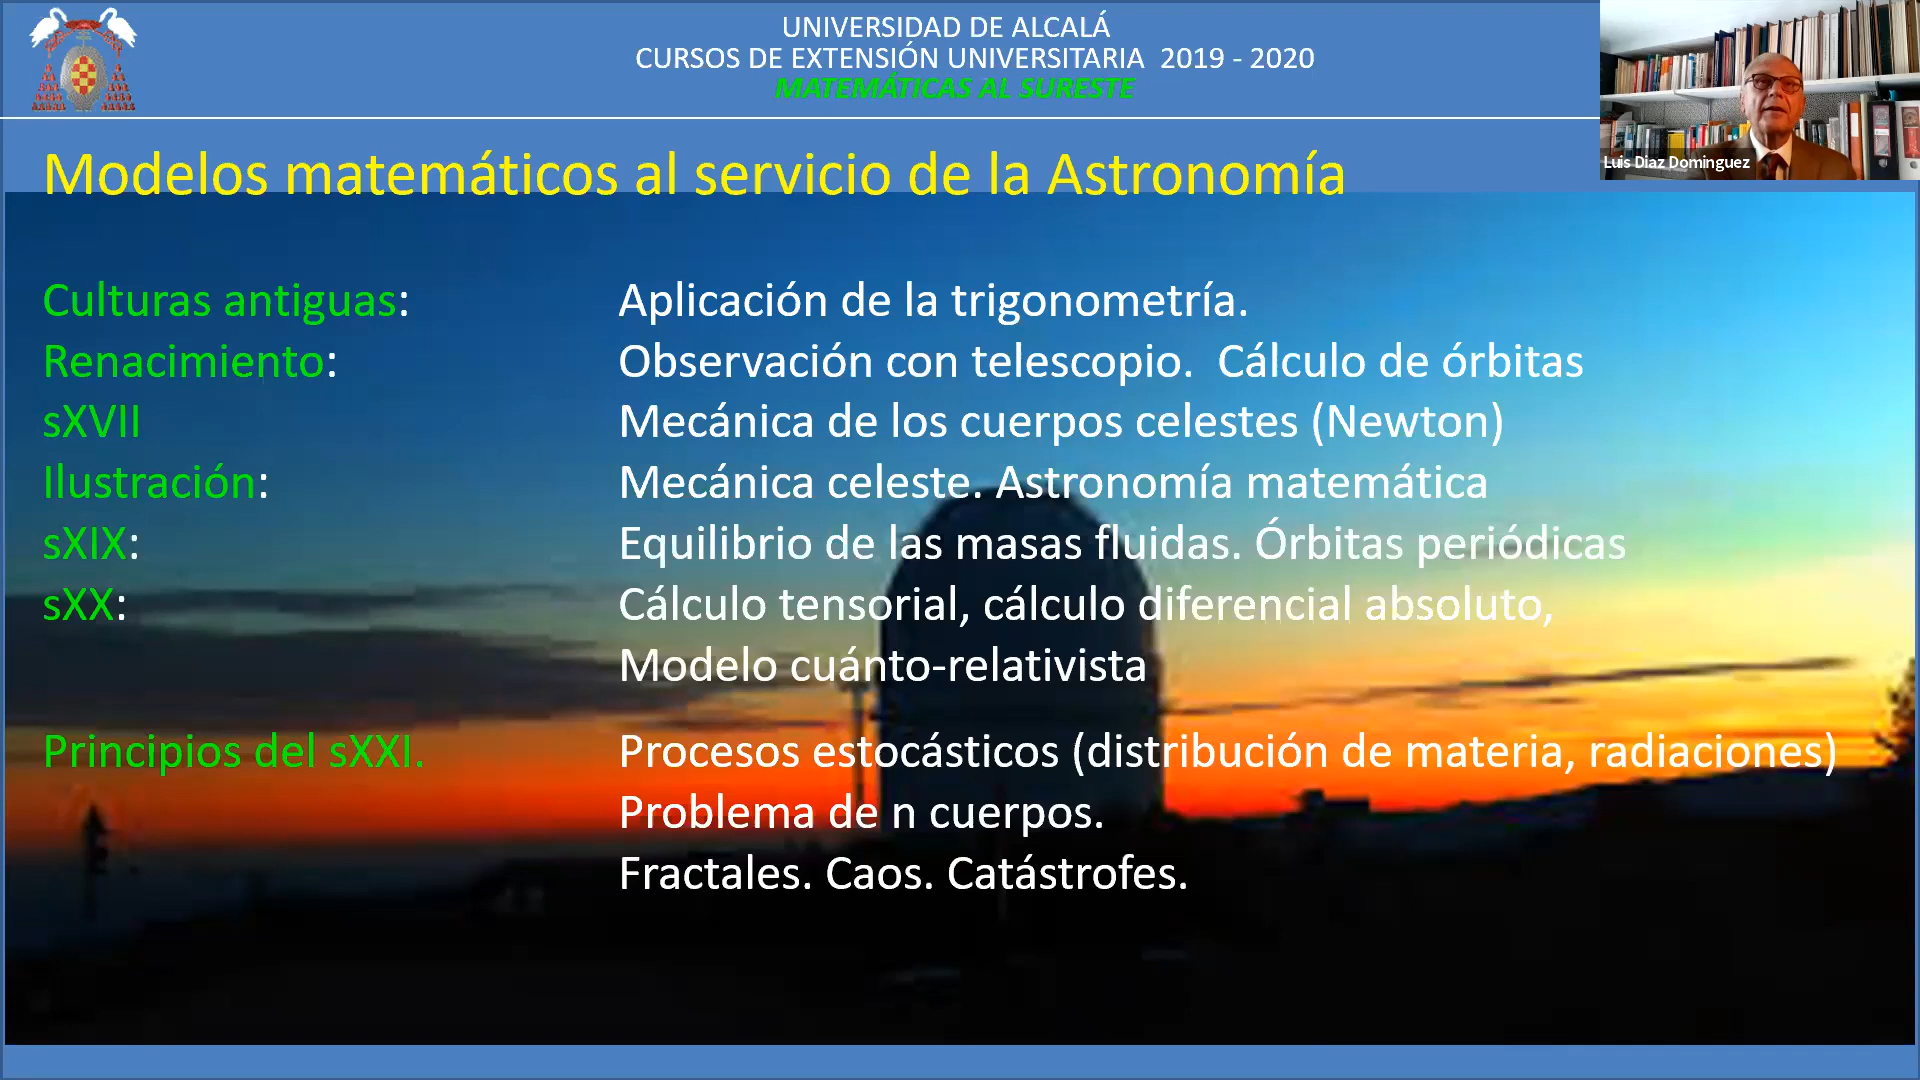 UNIVERSIDAD DE ALCALÁ
CURSOS DE EXTENSIÓN UNIVERSITARIA 2019 - 2020
MATEMÁTICAS AL SURESTE
Luis Diaz Dominguez
Modelos matemáticos al servicio de la Astronomía
Culturas antiguas: Aplicación de la trigonometría.
Renacimiento: Observación con telescopio. Cálculo de órbitas
sXVII Mecánica de los cuerpos celestes (Newton)
Ilustración: Mecánica celeste. Astronomía matemática
sXIX: Equilibrio de las masas fluidas. Órbitas periódicas
sXX: Cálculo tensorial, cálculo diferencial absoluto,
Modelo cuánto-relativista
Principios del sXXI. Procesos estocásticos (distribución de materia, radiaciones)
Problema de n cuerpos.
Fractales. Caos. Catástrofes.